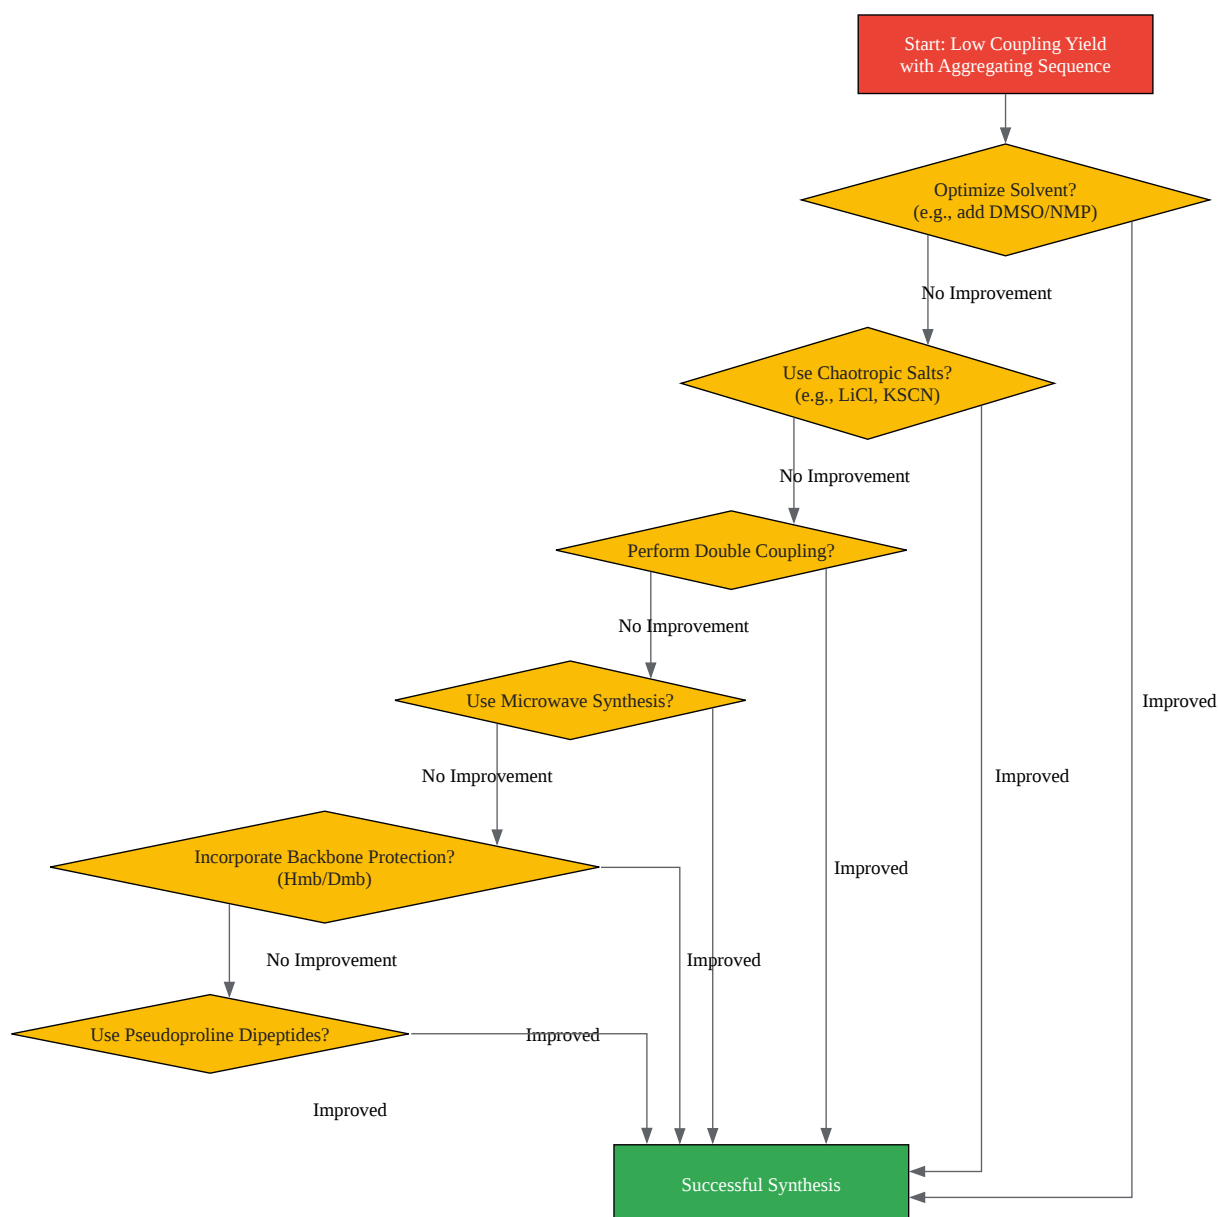 Start: Low Coupling Yield
with Aggregating Sequence
Optimize Solvent?
(e.g., add DMSO/NMP)
No Improvement
Use Chaotropic Salts?
(e.g., LiCl, KSCN)
No Improvement
Perform Double Coupling?
No Improvement
Use Microwave Synthesis?
Improved
No Improvement
Improved
Incorporate Backbone Protection?
(Hmb/Dmb)
Improved
No Improvement
Improved
Use Pseudoproline Dipeptides?
Improved
Improved
Successful Synthesis